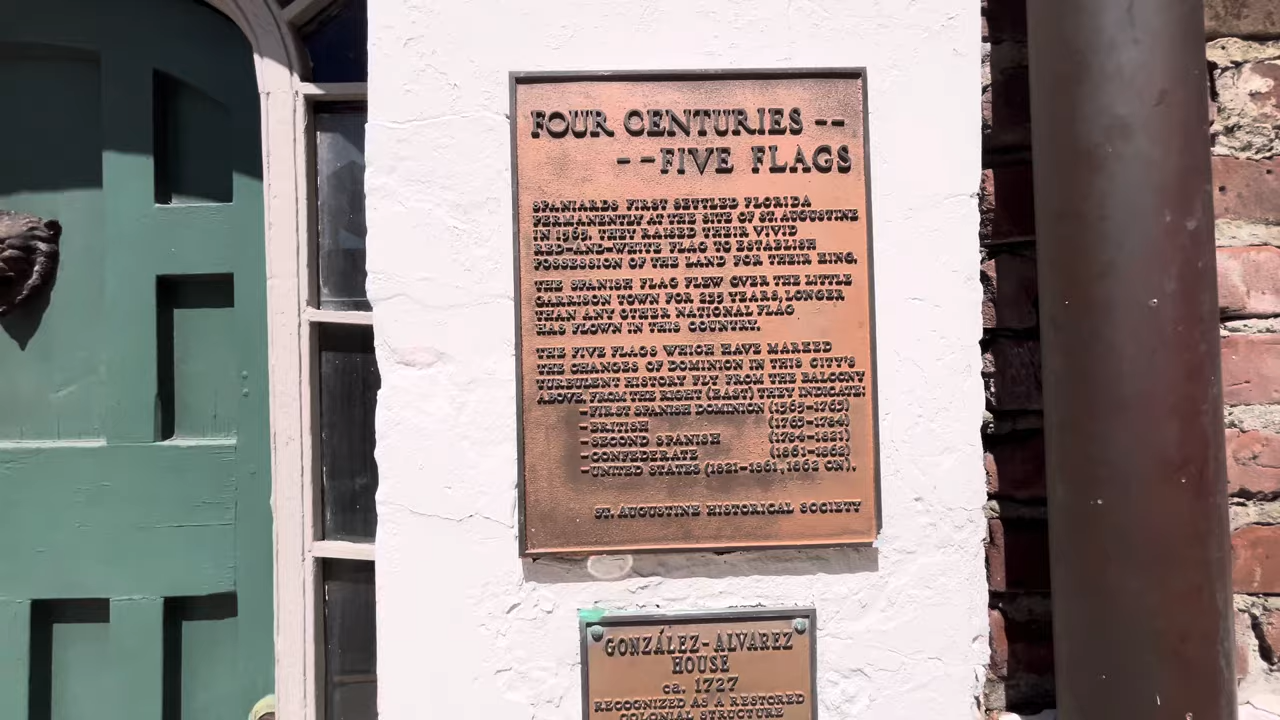 FOUR CENTURIES --
--FIVE FLAGS
SPANIARDS FIRST SETTLED FLORIDA
PERMANENTLY AT THE SITE OF ST. AUGUSTINE
IN 1565. THEY RAISED THEIR VIVID
RED-AND-WHITE FLAG TO ESTABLISH
POSSESSION OF THE LAND FOR THEIR KING.
THE SPANISH FLAG FLEW OVER THE LITTLE
GARRISON TOWN FOR 235 YEARS, LONGER
THAN ANY OTHER NATIONAL FLAG
HAS FLOWN IN THIS COUNTRY.
THE FIVE FLAGS WHICH HAVE MARKED
THE CHANGES OF DOMINION IN THIS CITY'S
TURBULENT HISTORY FLY FROM THE BALCONY
ABOVE. FROM THE RIGHT (EAST) THEY INDICATE:
-FIRST SPANISH DOMINION (1565-1763)
-BRITISH (1763-1784)
-SECOND SPANISH (1784-1821)
-CONFEDERATE (1861-1862)
-UNITED STATES (1821-1861, 1862 ON).
ST. AUGUSTINE HISTORICAL SOCIETY
GONZÁLEZ-ALVAREZ
HOUSE
ca. 1727
RECOGNIZED AS A RESTORED
COLONIAL STRUCTURE